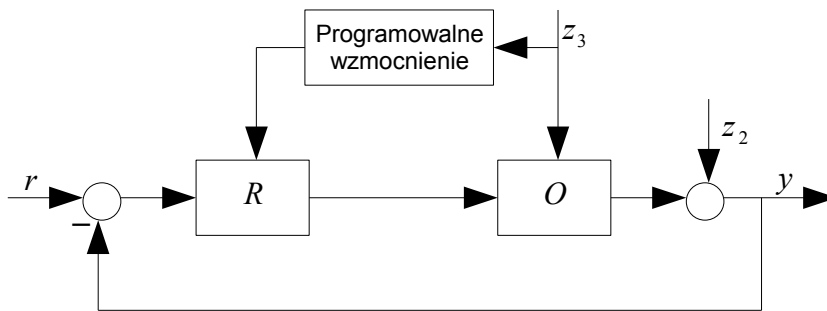 Programowalne
wzmocnienie
z₃
z₂
r
R
O
y
−